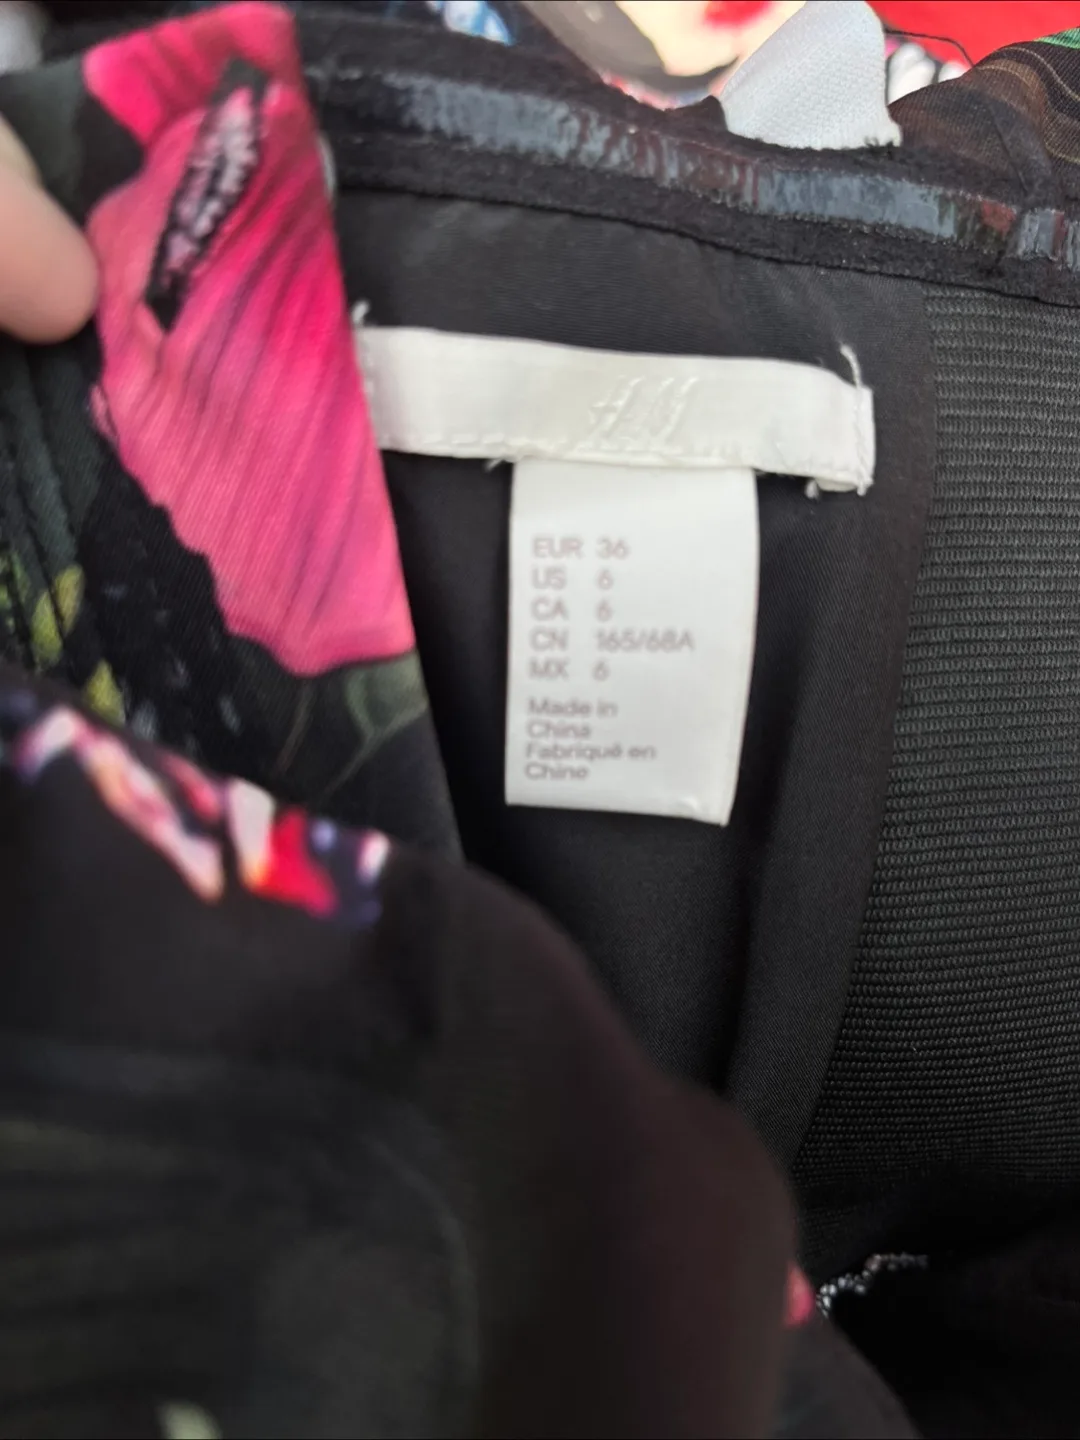 H&M
EUR 36
US 6
CA 6
CN 165/68A
MX 6
Made in
China
Fabriqué en
Chine